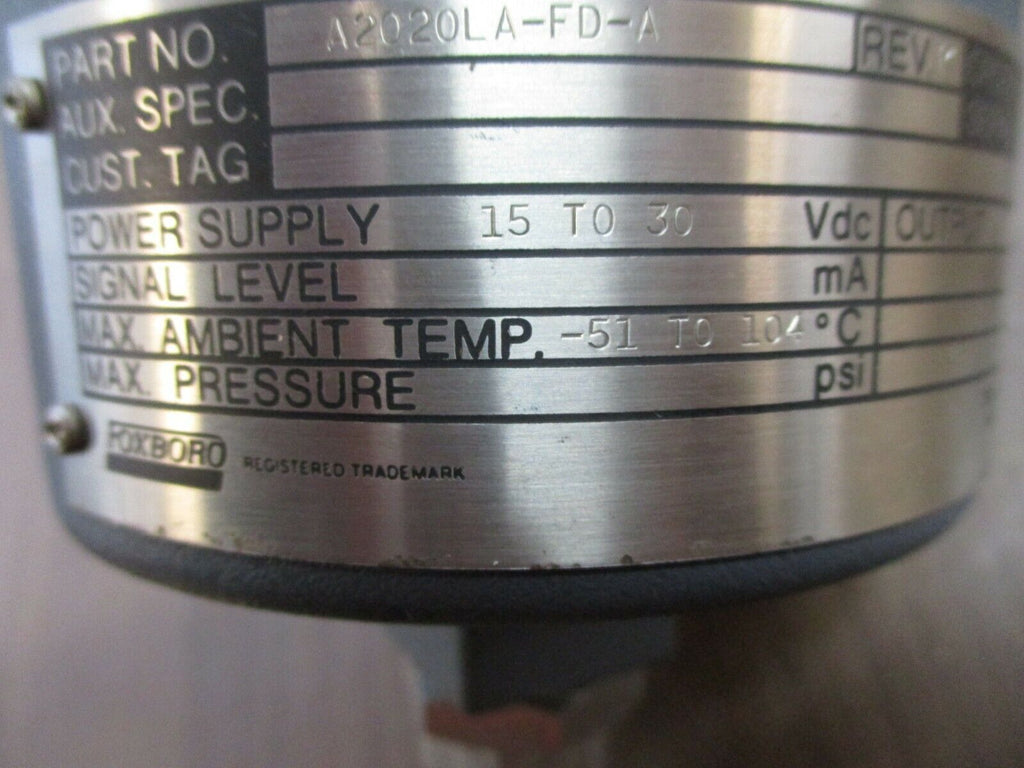 PART NO. A2020LA-FD-A REV.
AUX. SPEC.
CUST. TAG
POWER SUPPLY 15 TO 30 Vdc
SIGNAL LEVEL mA
MAX. AMBIENT TEMP. -51 TO 104 °C
MAX. PRESSURE psi
FOXBORO REGISTERED TRADEMARK